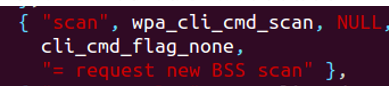 { "scan", wpa_cli_cmd_scan, NULL,
cli_cmd_flag_none,
"= request new BSS scan" },